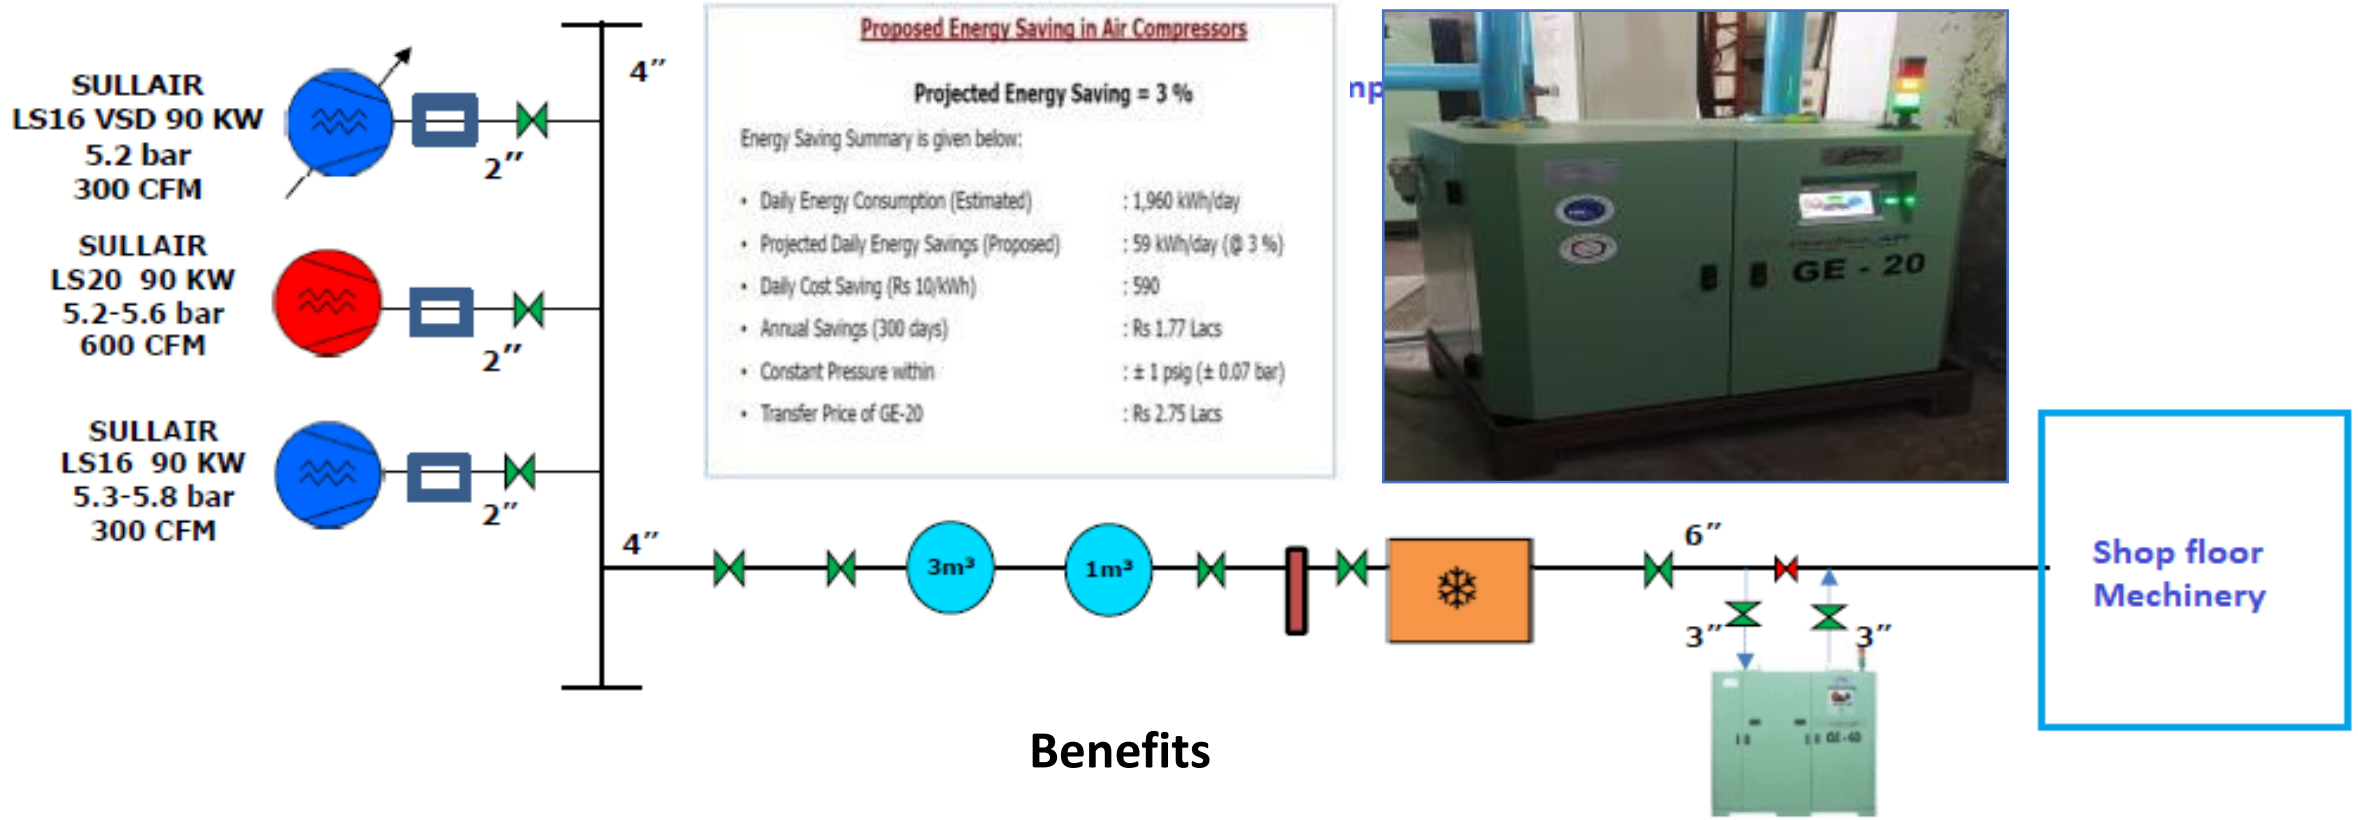 SULLAIR
LS16 VSD 90 KW
5.2 bar
300 CFM
2”
4”
SULLAIR
LS20 90 KW
5.2-5.6 bar
600 CFM
2”
SULLAIR
LS16 90 KW
5.3-5.8 bar
300 CFM
2”
4”
Proposed Energy Saving in Air Compressors
Projected Energy Saving = 3 %
Energy Saving Summary is given below:
• Daily Energy Consumption (Estimated) : 1,960 kWh/day
• Projected Daily Energy Savings (Proposed) : 59 kWh/day (@ 3 %)
• Daily Cost Saving (Rs 10/kWh) : 590
• Annual Savings (300 days) : Rs 1.77 Lacs
• Constant Pressure within : ± 1 psig (± 0.07 bar)
• Transfer Price of GE-20 : Rs 2.75 Lacs
mp
GE - 20
3m³
1m³
6”
3”
3”
GE-60
Shop floor
Mechinery
Benefits